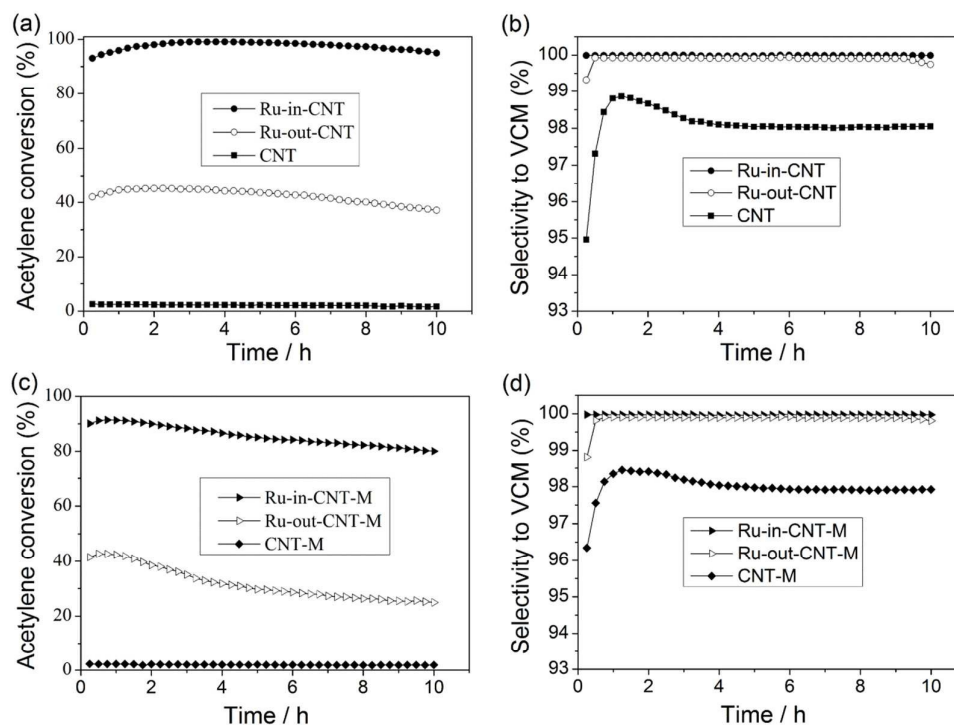 (a)
100
80
60
40
20
0
Acetylene conversion (%)
Ru-in-CNT
Ru-out-CNT
CNT
0 2 4 6 8 10
Time / h
(b)
100
99
98
97
96
95
94
93
Selectivity to VCM (%)
Ru-in-CNT
Ru-out-CNT
CNT
0 2 4 6 8 10
Time / h
(c)
100
80
60
40
20
0
Acetylene conversion (%)
Ru-in-CNT-M
Ru-out-CNT-M
CNT-M
0 2 4 6 8 10
Time / h
(d)
100
99
98
97
96
95
94
93
Selectivity to VCM (%)
Ru-in-CNT-M
Ru-out-CNT-M
CNT-M
0 2 4 6 8 10
Time / h